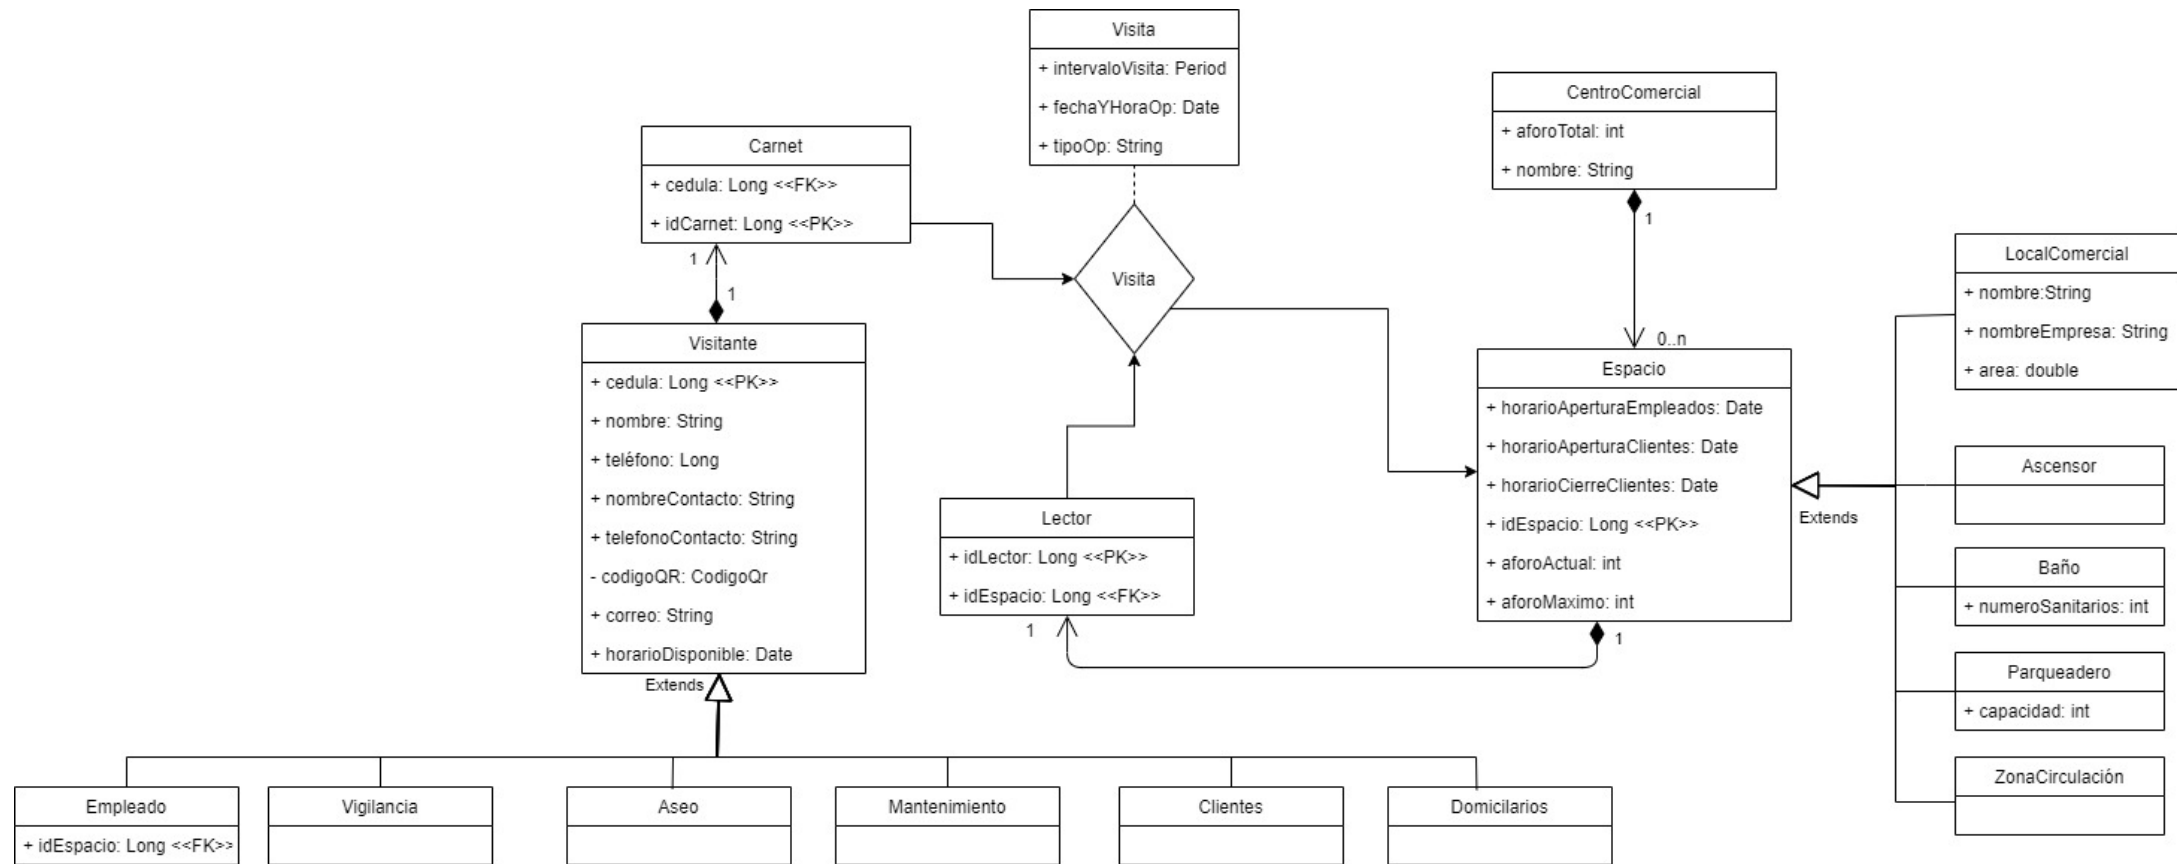 Visita
+ intervaloVisita: Period
+ fechaYHoraOp: Date
+ tipoOp: String
CentroComercial
+ aforoTotal: int
+ nombre: String
1
Carnet
+ cedula: Long <<FK>>
+ idCarnet: Long <<PK>>
1
1
Visita
LocalComercial
+ nombre:String
+ nombreEmpresa: String
+ area: double
Visitante
+ cedula: Long <<PK>>
+ nombre: String
+ teléfono: Long
+ nombreContacto: String
+ telefonoContacto: String
- codigoQR: CodigoQr
+ correo: String
+ horarioDisponible: Date
Extends
0..n
Espacio
+ horarioAperturaEmpleados: Date
+ horarioAperturaClientes: Date
+ horarioCierreClientes: Date
+ idEspacio: Long <<PK>>
+ aforoActual: int
+ aforoMaximo: int
1
Extends
Lector
+ idLector: Long <<PK>>
+ idEspacio: Long <<FK>>
1
Ascensor
Baño
+ numeroSanitarios: int
Parqueadero
+ capacidad: int
ZonaCirculación
Empleado
+ idEspacio: Long <<FK>>
Vigilancia
Aseo
Mantenimiento
Clientes
Domicilarios